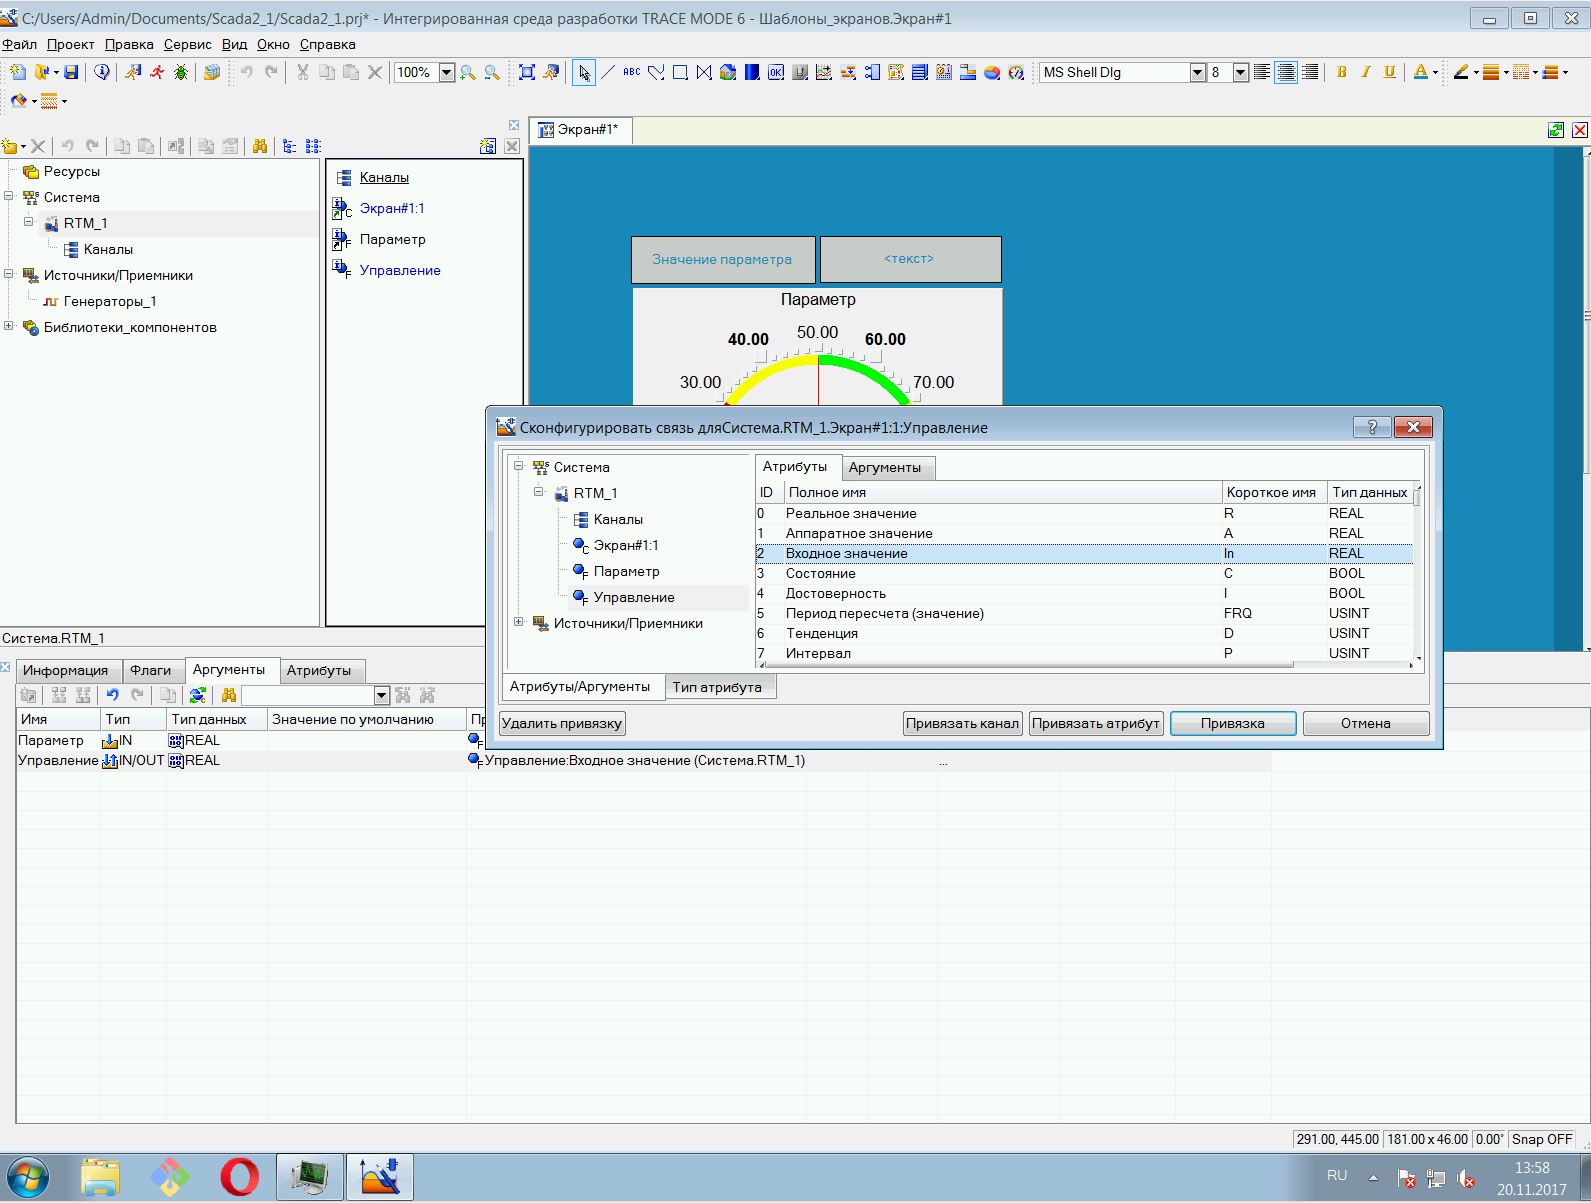 C:/Users/Admin/Documents/Scada2_1/Scada2_1.prj* - Интегрированная среда разработки TRACE MODE 6 - Шаблоны_экранов.Экран#1
Файл Проект Правка Сервис Вид Окно Справка
100% ABC OK MS Shell Dlg 8 B I U A
Экран#1*
Ресурсы
Система
RTM_1
Каналы
Источники/Приемники
Генераторы_1
Библиотеки_компонентов
Каналы
Экран#1:1
Параметр
Управление
Значение параметра <текст>
Параметр
50.00
40.00 60.00
30.00 70.00
Сконфигурировать связь дляСистема.RTM_1.Экран#1:1:Управление
Система
RTM_1
Каналы
Экран#1:1
Параметр
Управление
Источники/Приемники
Атрибуты Аргументы
ID Полное имя Короткое имя Тип данных
0 Реальное значение R REAL
1 Аппаратное значение A REAL
2 Входное значение In REAL
3 Состояние C BOOL
4 Достоверность I BOOL
5 Период пересчета (значение) FRQ USINT
6 Тенденция D USINT
7 Интервал P USINT
Атрибуты/Аргументы Тип атрибута
Удалить привязку Привязать канал Привязать атрибут Привязка Отмена
Система.RTM_1
Информация Флаги Аргументы Атрибуты
Имя Тип Тип данных Значение по умолчанию
Параметр IN REAL
Управление IN/OUT REAL Управление:Входное значение (Система.RTM_1) ...
291.00, 445.00 181.00 x 46.00 0.00° Snap OFF
RU 13:58
20.11.2017